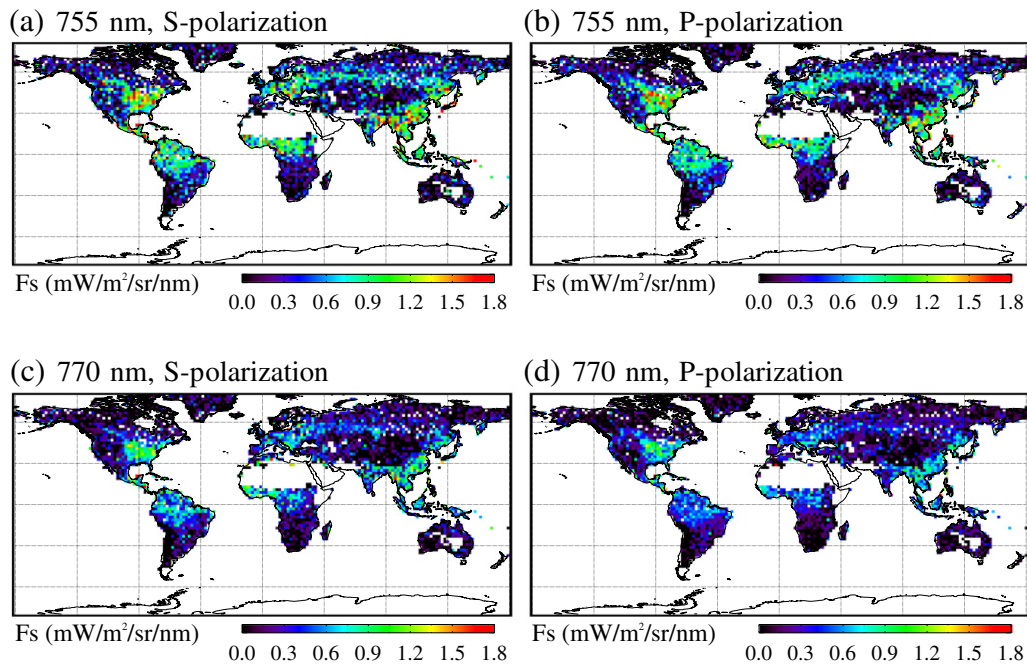 (a) 755 nm, S-polarization
(b) 755 nm, P-polarization
Fs (mW/m²/sr/nm)
0.0 0.3 0.6 0.9 1.2 1.5 1.8
Fs (mW/m²/sr/nm)
0.0 0.3 0.6 0.9 1.2 1.5 1.8
(c) 770 nm, S-polarization
(d) 770 nm, P-polarization
Fs (mW/m²/sr/nm)
0.0 0.3 0.6 0.9 1.2 1.5 1.8
Fs (mW/m²/sr/nm)
0.0 0.3 0.6 0.9 1.2 1.5 1.8